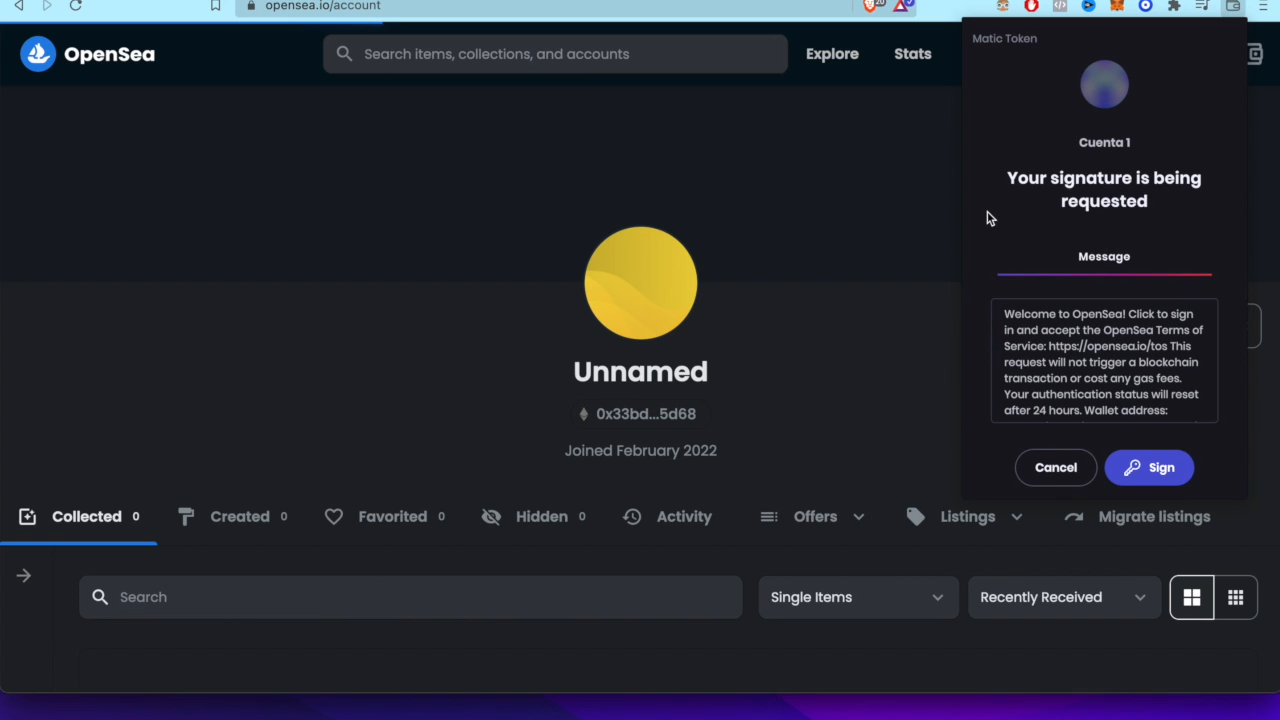 opensea.io/account
20
OpenSea
Search items, collections, and accounts
Explore
Stats
Matic Token
Cuenta 1
Your signature is being
requested
Message
Welcome to OpenSea! Click to sign
in and accept the OpenSea Terms of
Service: https://opensea.io/tos This
request will not trigger a blockchain
transaction or cost any gas fees.
Your authentication status will reset
after 24 hours. Wallet address:
Cancel
Sign
Unnamed
0x33bd...5d68
Joined February 2022
Collected 0
Created 0
Favorited 0
Hidden 0
Activity
Offers
Listings
Migrate listings
Search
Single Items
Recently Received